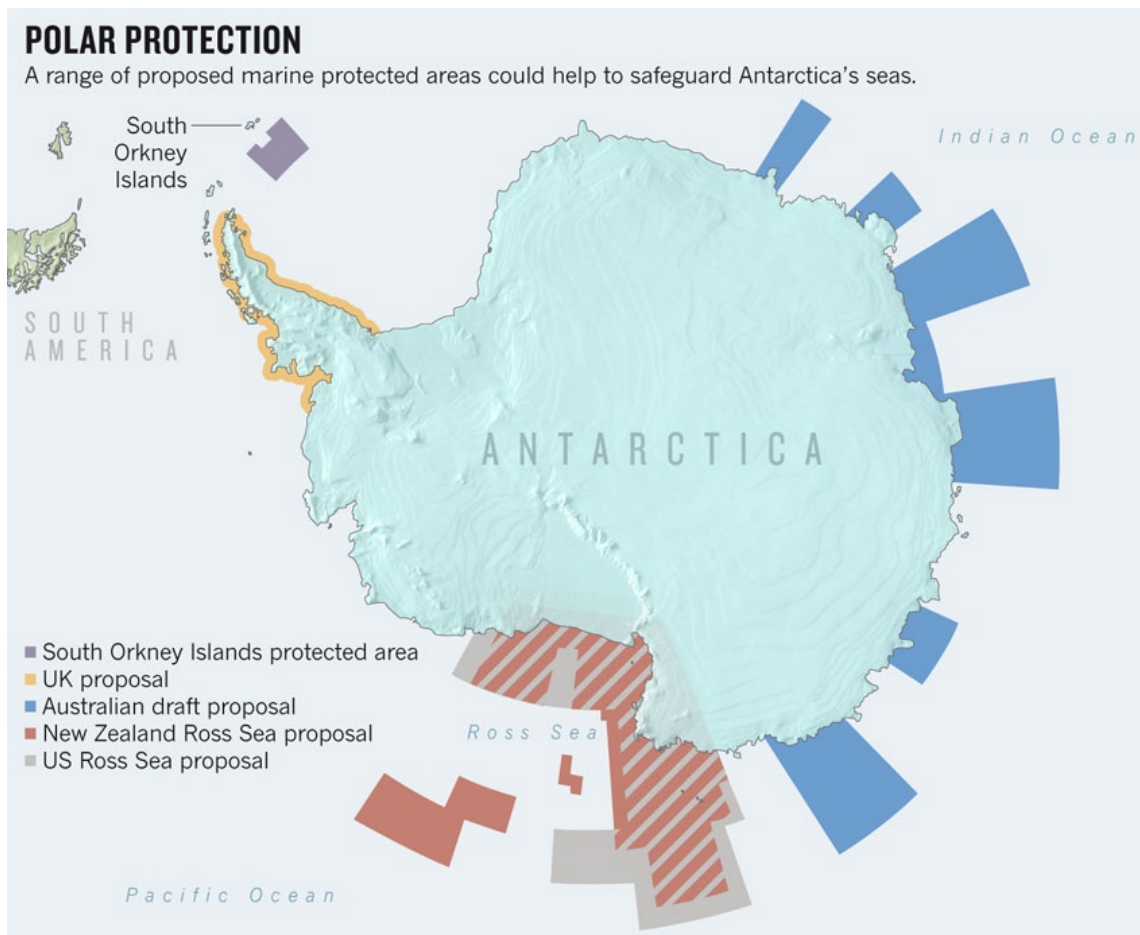 POLAR PROTECTION
A range of proposed marine protected areas could help to safeguard Antarctica's seas.
South
Orkney
Islands
Indian Ocean
SOUTH
AMERICA
ANTARCTICA
South Orkney Islands protected area
UK proposal
Australian draft proposal
New Zealand Ross Sea proposal
US Ross Sea proposal
Ross Sea
Pacific Ocean